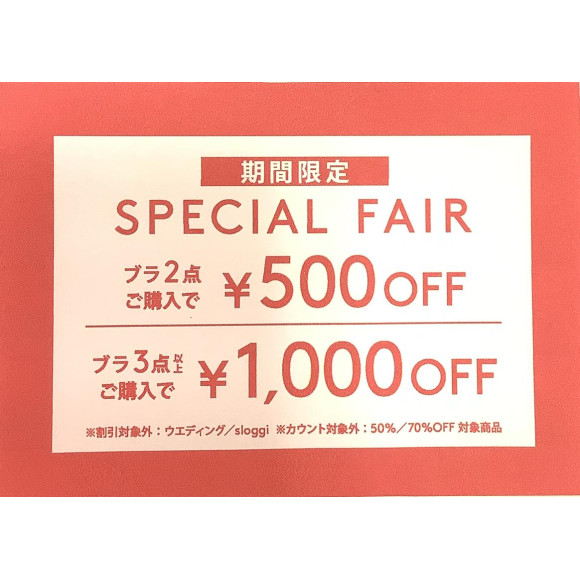 期間限定
SPECIAL FAIR
ブラ2点
ご購入で
¥500OFF
ブラ3点以上
ご購入で
¥1,000OFF
※割引対象外：ウエディング／sloggi ※カウント対象外：50%／70%OFF 対象商品